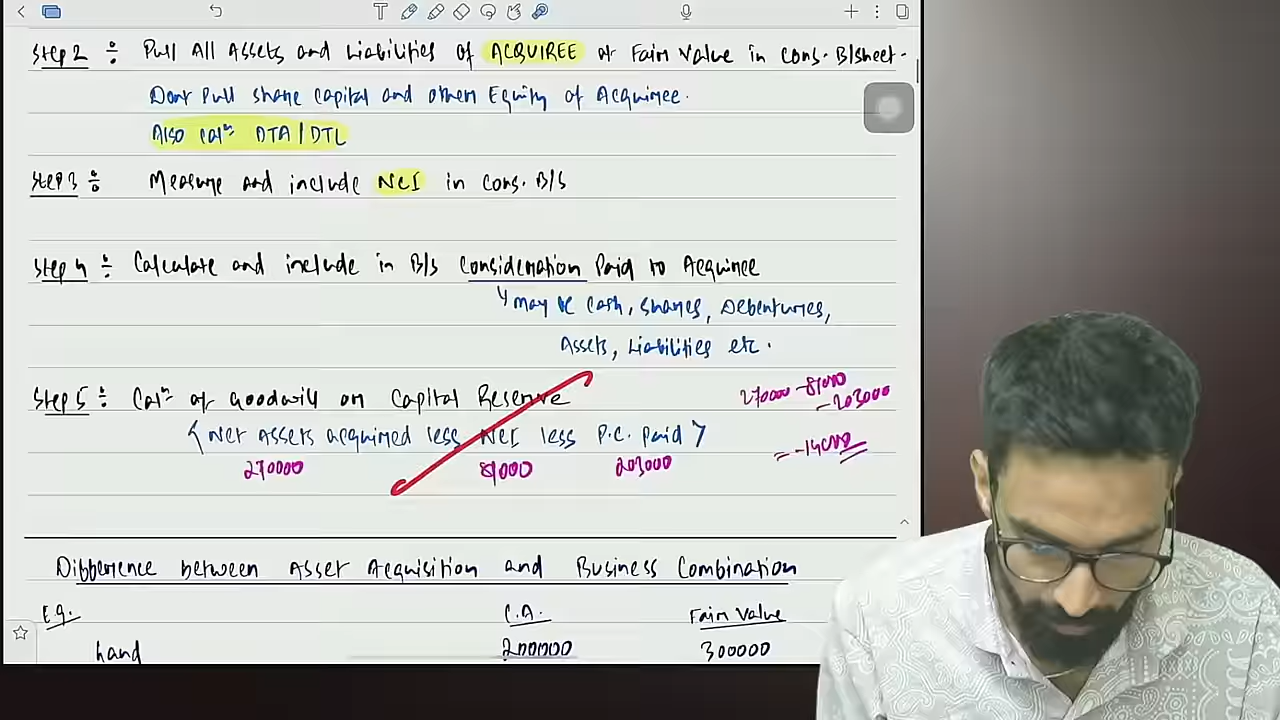 Step 2 : Pull All Assets and Liabilities of ACQUIREE at Fair Value in Cons. B/sheet.
Dont Pull Share Capital and other Equity of Acquiree.
Also Calⁿ DTA/DTL
Step 3 : Measure and include NCI in Cons. B/S
Step 4 : Calculate and include in B/S Consideration Paid to Acquiree
may be Cash, Shares, Debentures,
Assets, Liabilities etc.
Step 5 : Calⁿ of Goodwill or Capital Reserve
270000 - 81000
- 203000
( Net Assets acquired less NCI less P.C. Paid )
= -14000
270000 81000 203000
Difference between Asset Acquisition and Business Combination
E.g. C.A. Fair Value
Land 200000 300000